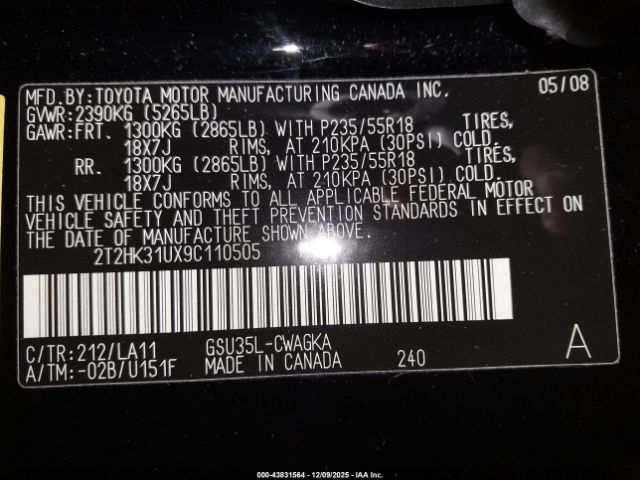 MFD.BY:TOYOTA MOTOR MANUFACTURING CANADA INC. 05/08
GVWR:2390KG (5265LB)
GAWR:FRT. 1300KG (2865LB) WITH P235/55R18 TIRES,
18X7J RIMS, AT 210KPA (30PSI) COLD.
RR. 1300KG (2865LB) WITH P235/55R18 TIRES,
18X7J RIMS, AT 210KPA (30PSI) COLD.
THIS VEHICLE CONFORMS TO ALL APPLICABLE FEDERAL MOTOR
VEHICLE SAFETY AND THEFT PREVENTION STANDARDS IN EFFECT ON
THE DATE OF MANUFACTURE SHOWN ABOVE.
2T2HK31UX9C110505
C/TR:212/LA11 GSU35L-CWAGKA A
A/TM:-02B/U151F MADE IN CANADA 240
000-43831564 - 12/09/2025 - IAAI.CA